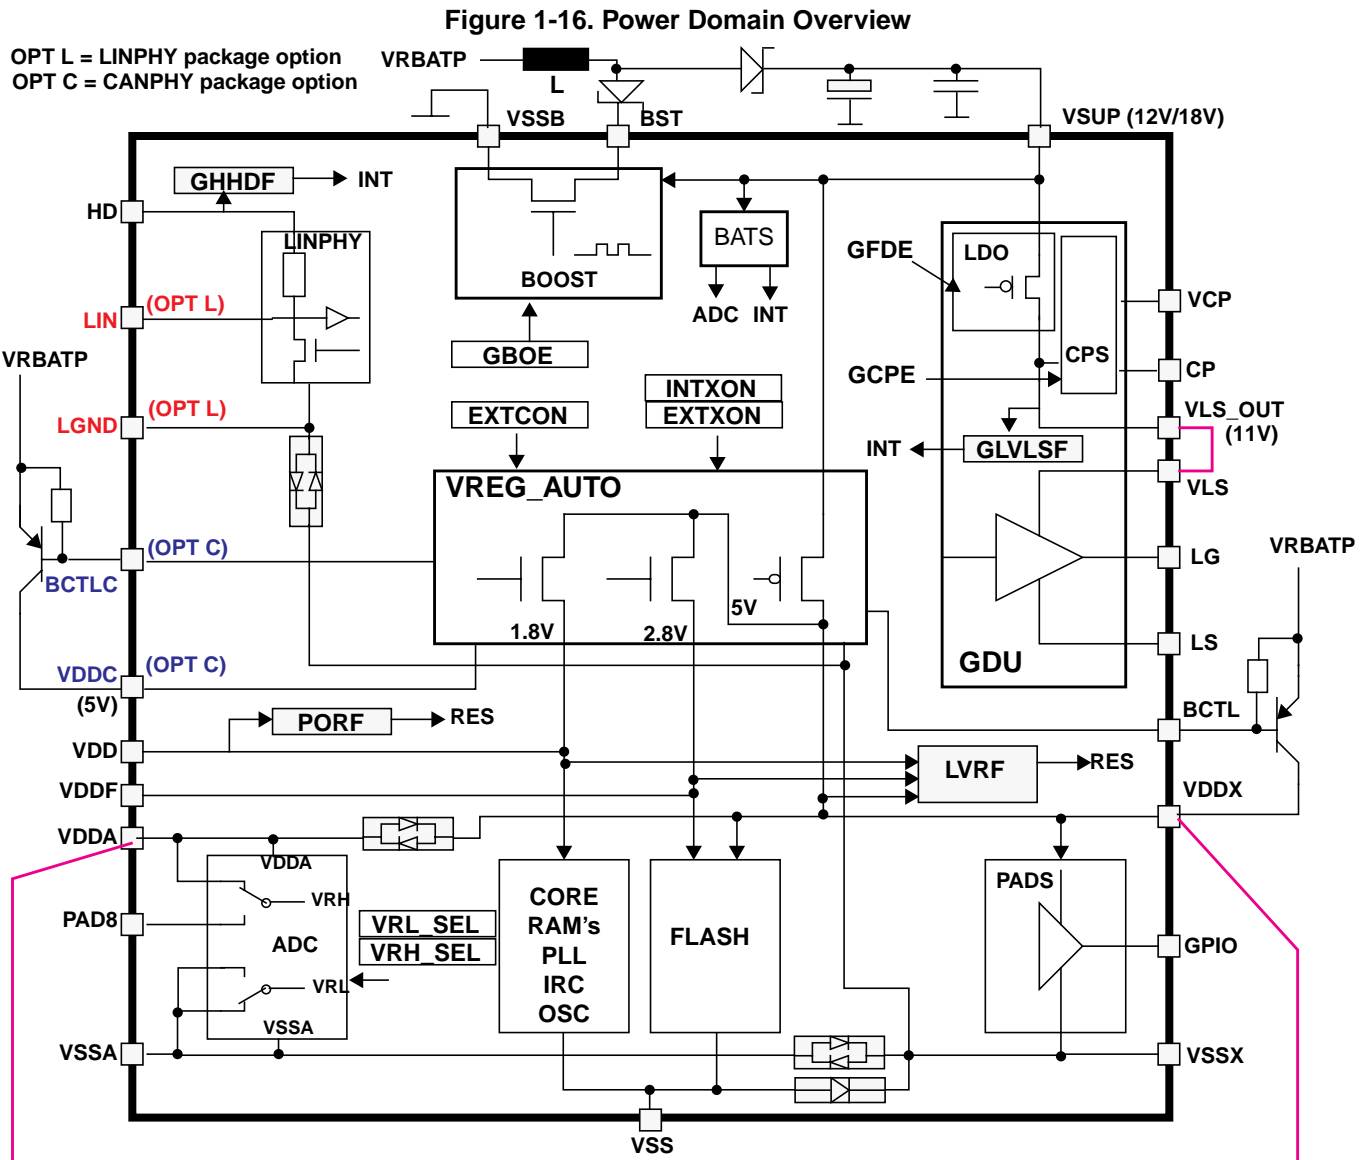 Figure 1-16. Power Domain Overview
OPT L = LINPHY package option
OPT C = CANPHY package option
VRBATP
L
VSSB
BST
VSUP (12V/18V)
GHHDF
INT
HD
LINPHY
BOOST
BATS
ADC
INT
GFDE
LDO
CPS
VCP
LIN
(OPT L)
GBOE
GCPE
CP
VRBATP
INTXON
EXTCON
EXTXON
LGND
(OPT L)
VLS_OUT
(11V)
INT
GLVLSF
VLS
VREG_AUTO
(OPT C)
BCTLC
LG
VRBATP
1.8V
2.8V
5V
LS
GDU
VDDC
(OPT C)
(5V)
PORF
RES
BCTL
VDD
LVRF
RES
VDDF
VDDX
VDDA
VDDA
VRH
PAD8
ADC
VRL_SEL
VRH_SEL
VRL
VSSA
CORE
RAM's
PLL
IRC
OSC
FLASH
PADS
GPIO
VSSA
VSSX
VSS